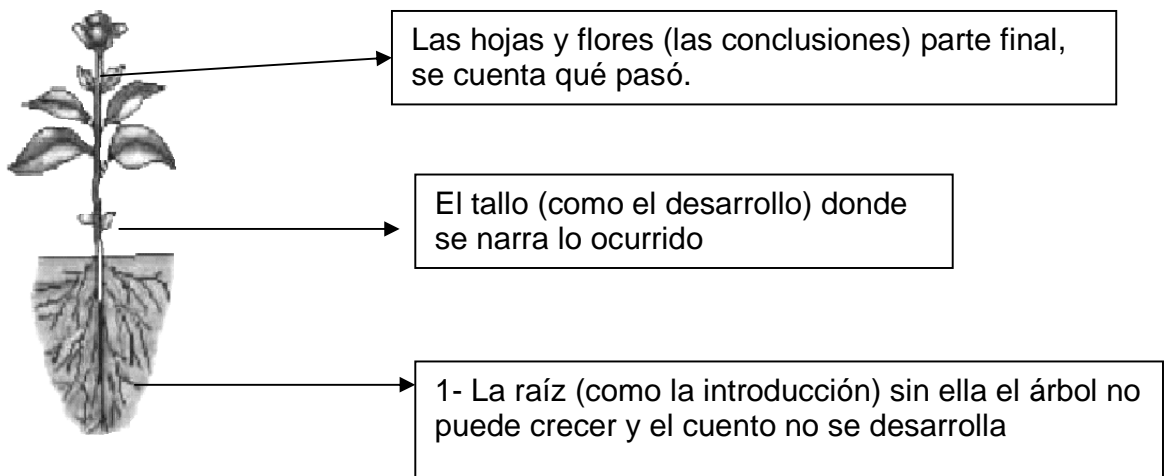 Las hojas y flores (las conclusiones) parte final,
se cuenta qué pasó.
El tallo (como el desarrollo) donde
se narra lo ocurrido
1- La raíz (como la introducción) sin ella el árbol no
puede crecer y el cuento no se desarrolla